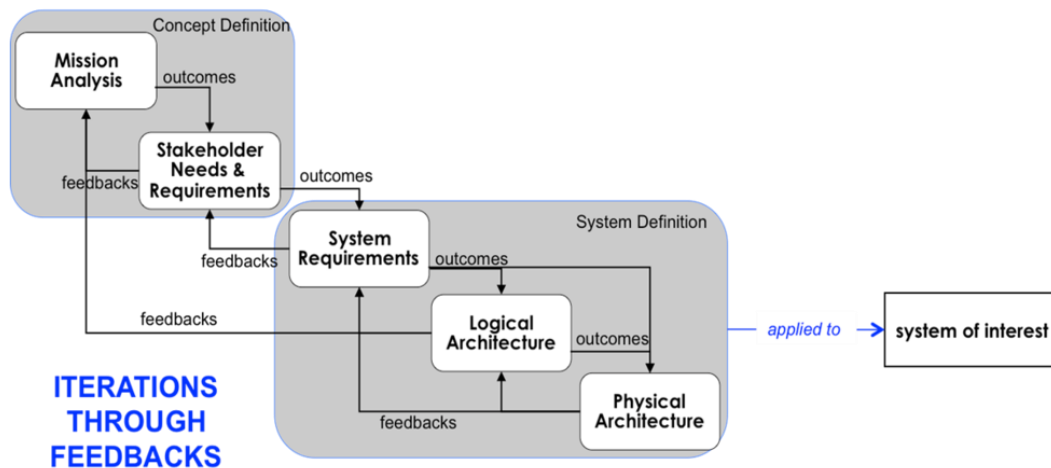 Concept Definition
Mission
Analysis
outcomes
Stakeholder
Needs &
Requirements
feedbacks
outcomes
System Definition
System
Requirements
feedbacks
outcomes
Logical
Architecture
feedbacks
outcomes
applied to
system of interest
Physical
Architecture
feedbacks
ITERATIONS
THROUGH
FEEDBACKS